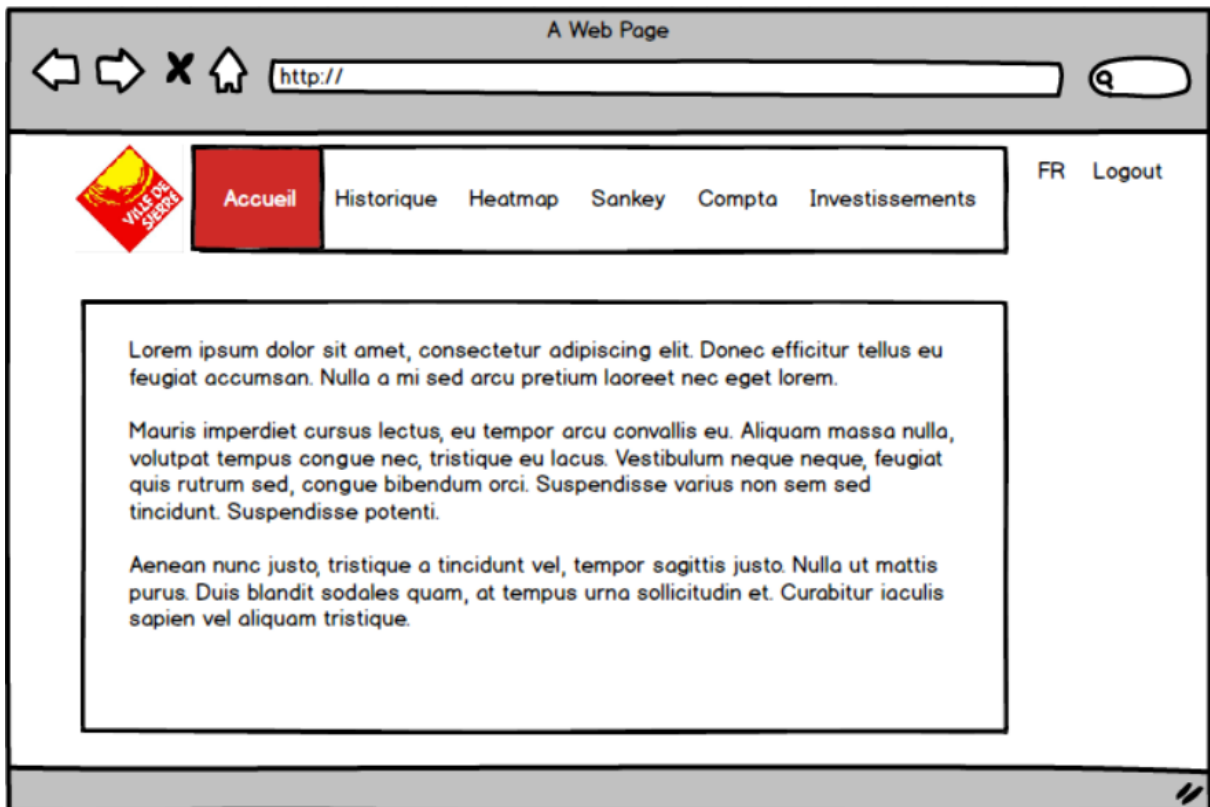 A Web Page
http://
VILLE DE
SIERRE
Accueil Historique Heatmap Sankey Compta Investissements
FR Logout
Lorem ipsum dolor sit amet, consectetur adipiscing elit. Donec efficitur tellus eu
feugiat accumsan. Nulla a mi sed arcu pretium laoreet nec eget lorem.
Mauris imperdiet cursus lectus, eu tempor arcu convallis eu. Aliquam massa nulla,
volutpat tempus congue nec, tristique eu lacus. Vestibulum neque neque, feugiat
quis rutrum sed, congue bibendum orci. Suspendisse varius non sem sed
tincidunt. Suspendisse potenti.
Aenean nunc justo, tristique a tincidunt vel, tempor sagittis justo. Nulla ut mattis
purus. Duis blandit sodales quam, at tempus urna sollicitudin et. Curabitur iaculis
sapien vel aliquam tristique.